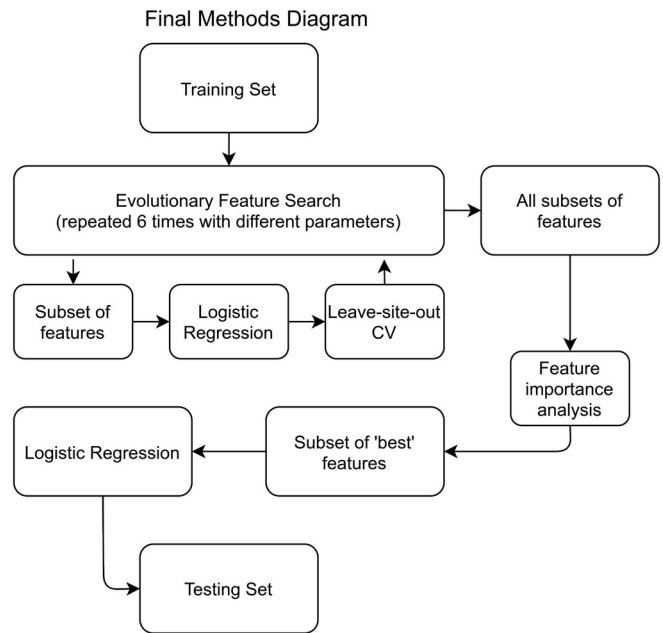 Final Methods Diagram
Training Set
Evolutionary Feature Search
(repeated 6 times with different parameters)
All subsets of
features
Subset of
features
Logistic
Regression
Leave-site-out
CV
Feature
importance
analysis
Logistic Regression
Subset of 'best'
features
Testing Set